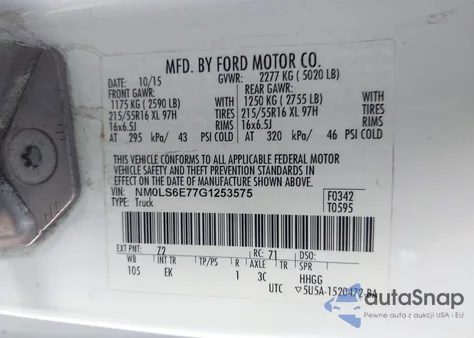 MFD. BY FORD MOTOR CO.
DATE: 10/15 GVWR: 2277 KG ( 5020 LB)
FRONT GAWR: REAR GAWR:
1175 KG ( 2590 LB) 1250 KG ( 2755 LB)
215/55R16 XL 97H TIRES 215/55R16 XL 97H TIRES
16x6.5J RIMS 16x6.5J RIMS
AT 295 kPa/ 43 PSI COLD AT 320 kPa/ 46 PSI COLD
THIS VEHICLE CONFORMS TO ALL APPLICABLE FEDERAL MOTOR
VEHICLE SAFETY AND THEFT PREVENTION STANDARDS IN
EFFECT ON THE DATE OF MANUFACTURE SHOWN ABOVE.
VIN: NM0LS6E77G1253575 F0342
TYPE: Truck T0595
EXT PNT: 72 RC: 71 DSO:
WB INT TR TP/PS R AXLE TR SPR
105 EK 1 3C HHGG
UTC 5U5A-1520472-BA
autoSnap
Pewne auta z aukcji w USA i EU